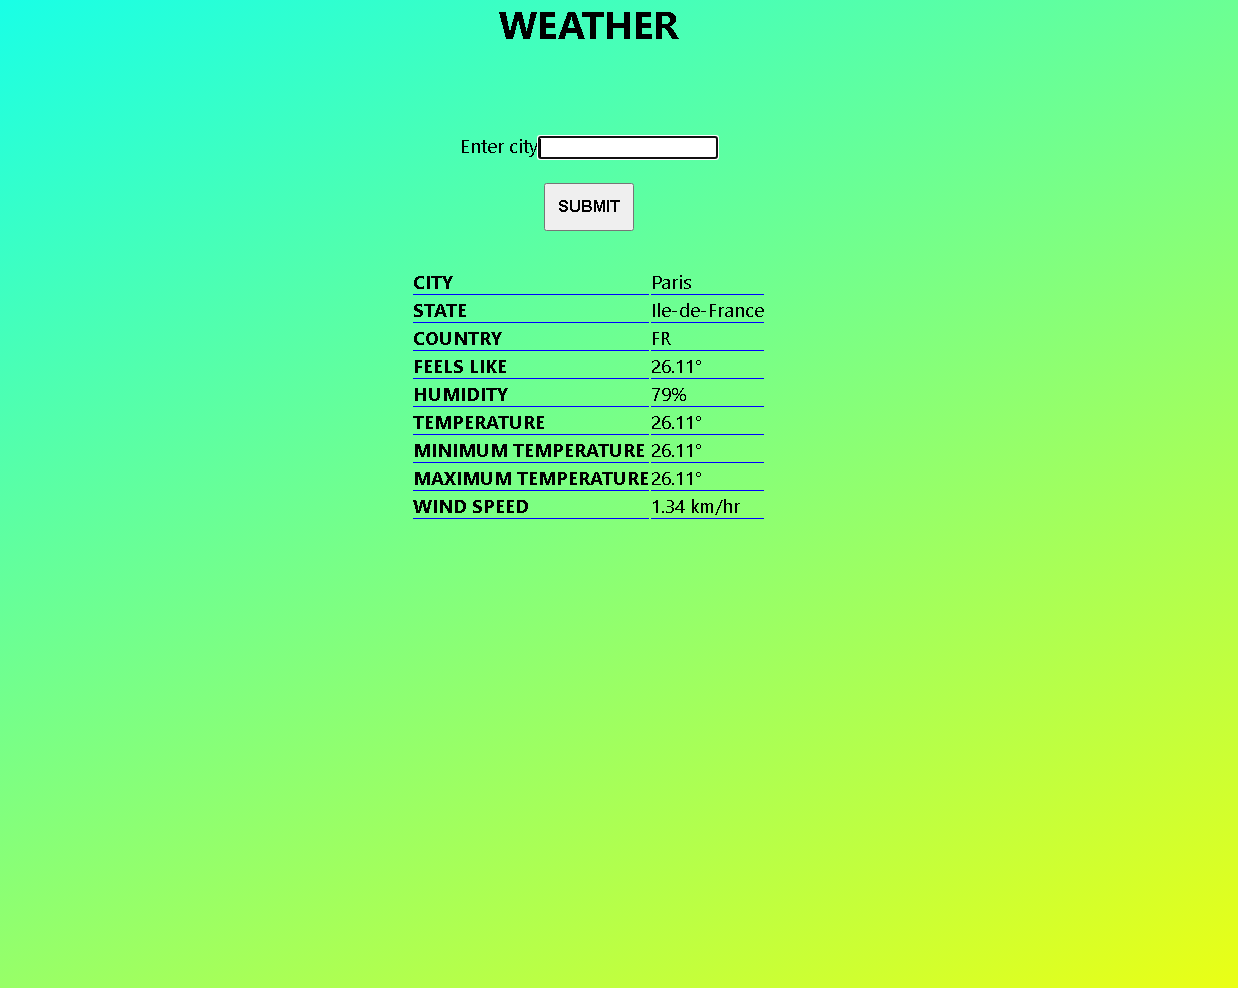 WEATHER
Enter city
SUBMIT
CITY Paris
STATE Ile-de-France
COUNTRY FR
FEELS LIKE 26.11°
HUMIDITY 79%
TEMPERATURE 26.11°
MINIMUM TEMPERATURE 26.11°
MAXIMUM TEMPERATURE 26.11°
WIND SPEED 1.34 km/hr